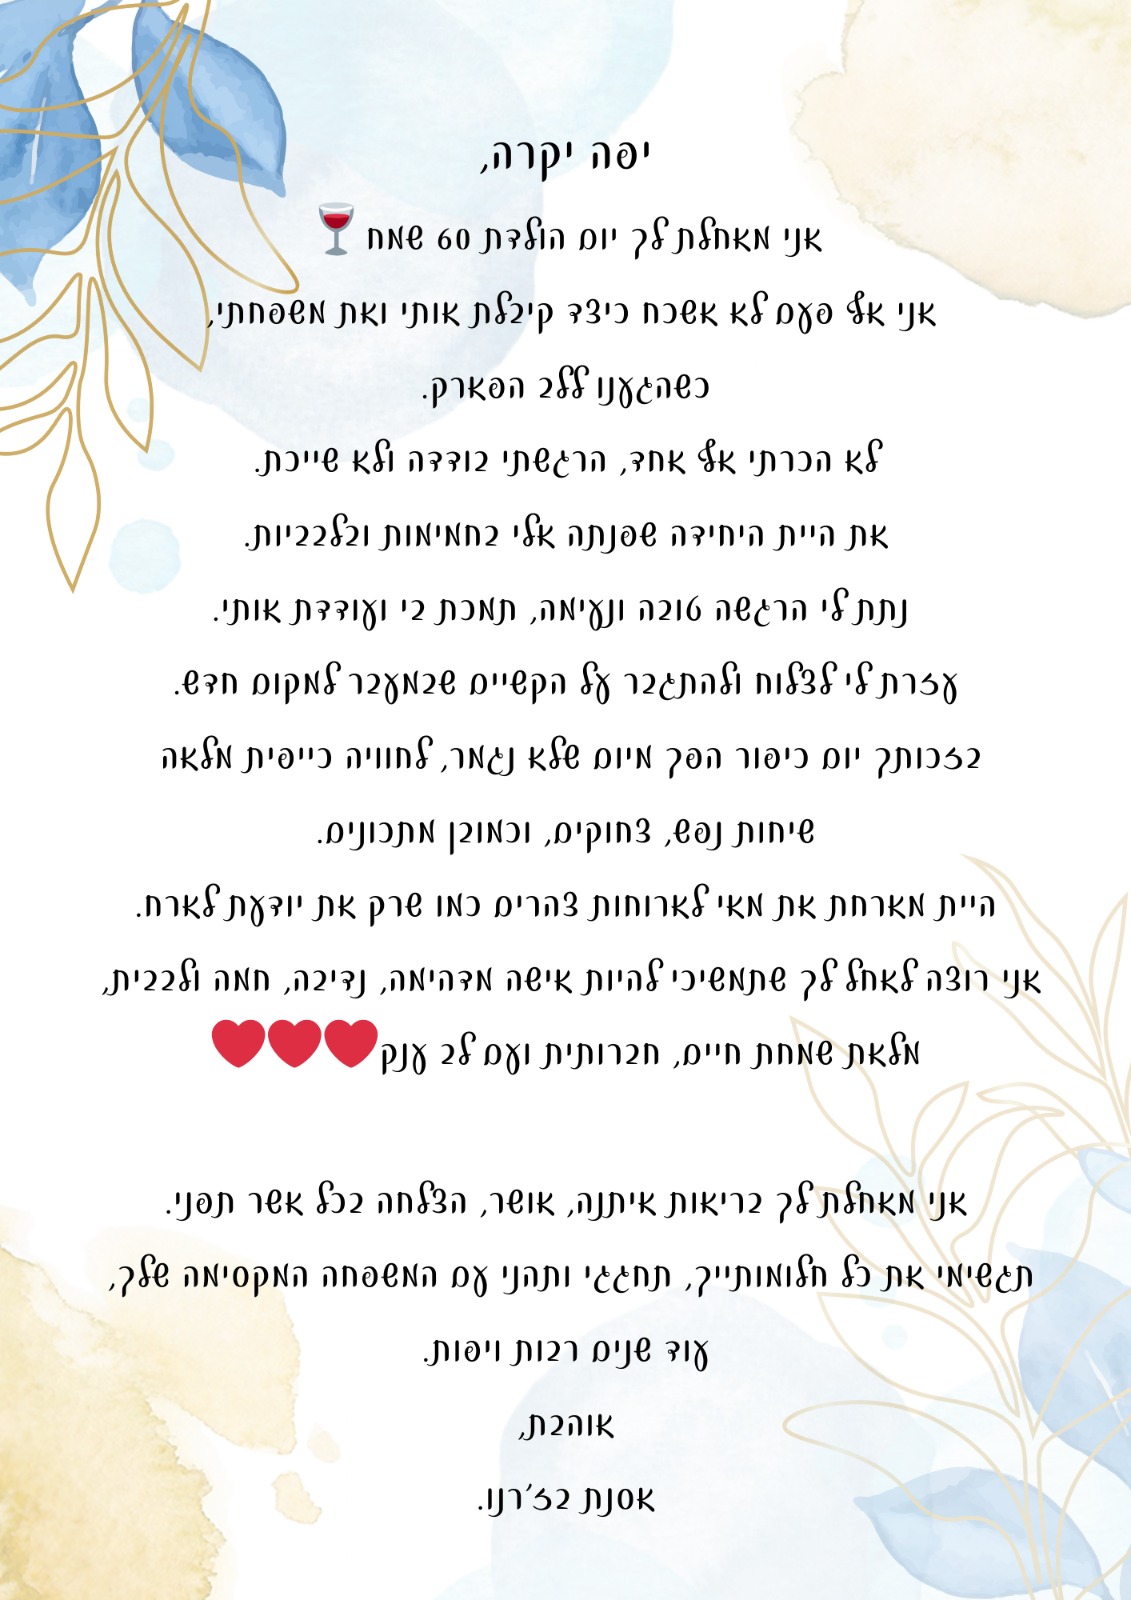 יפה יקרה,
אני מאחלת לך יום הולדת 60 שמח 🍷
אני אף פעם לא אשכח כיצד קיבלת אותי ואת משפחתי,
כשהגענו ללב הפארק.
לא הכרתי אף אחד, הרגשתי בודדה ולא שייכת.
את היית היחידה שפנתה אלי בחמימות ובלבביות.
נתת לי הרגשה טובה ונעימה, תמכת בי ועודדת אותי.
עזרת לי לצלוח ולהתגבר על הקשיים שבמעבר למקום חדש.
בזכותך יום כיפור הפך מיום שלא נגמר, לחוויה כייפית מלאה
שיחות נפש, צחוקים, וכמובן מתכונים.
היית מארחת את מאי לארוחות צהרים כמו שרק את יודעת לארח.
אני רוצה לאחל לך שתמשיכי להיות אישה מדהימה, נדיבה, חמה ולבבית,
מלאת שמחת חיים, חברותית ועם לב ענק❤️❤️❤️
אני מאחלת לך בריאות איתנה, אושר, הצלחה בכל אשר תפני.
תגשימי את כל חלומותייך, תחגגי ותהני עם המשפחה המקסימה שלך,
עוד שנים רבות ויפות.
אוהבת,
אסנת בז'רנו.